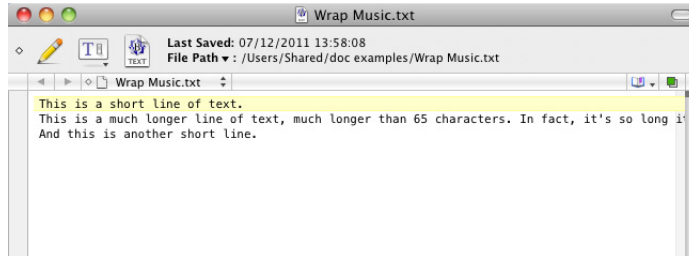 Wrap Music.txt
Last Saved: 07/12/2011 13:58:08
File Path ▾ : /Users/Shared/doc examples/Wrap Music.txt
T
TEXT
Wrap Music.txt
This is a short line of text.
This is a much longer line of text, much longer than 65 characters. In fact, it's so long
And this is another short line.